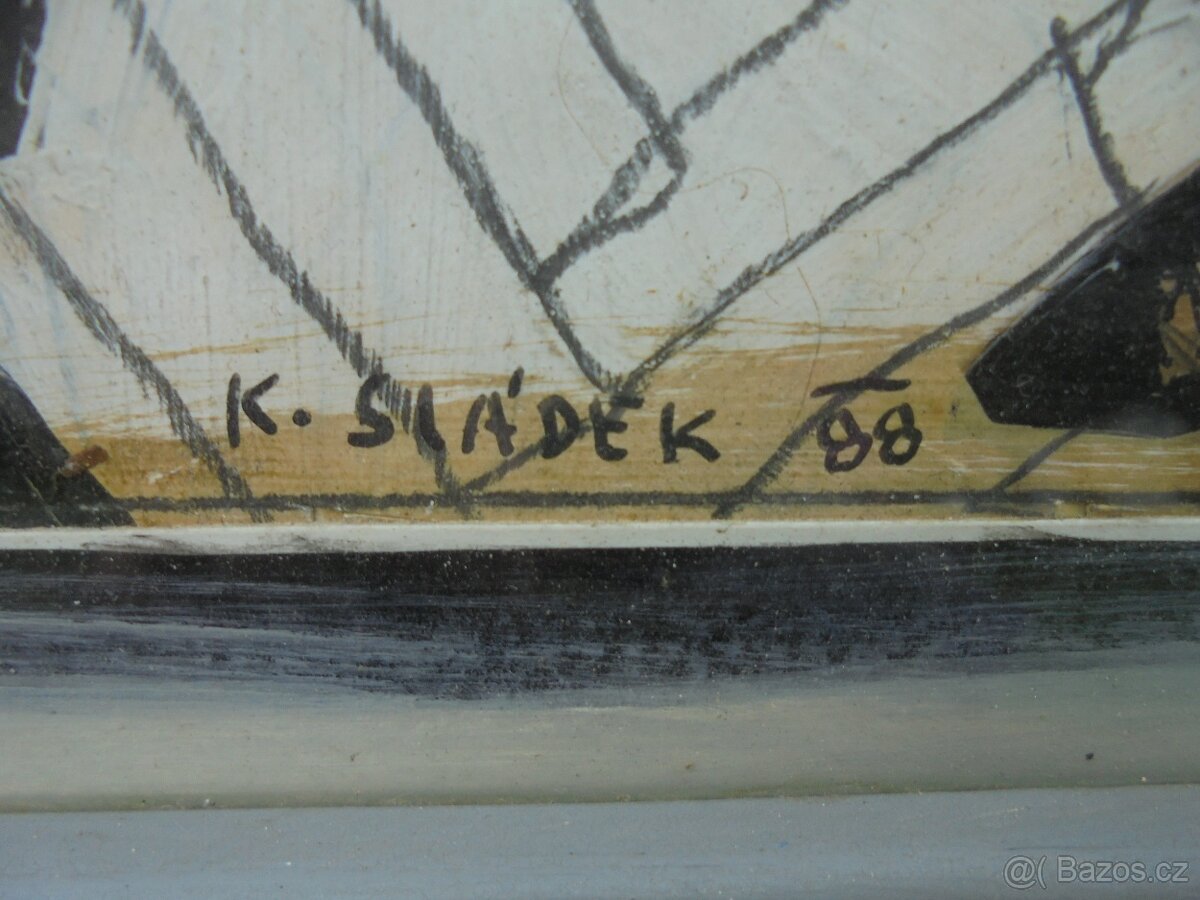 K. SLÁDEK 88
@( Bazos.cz